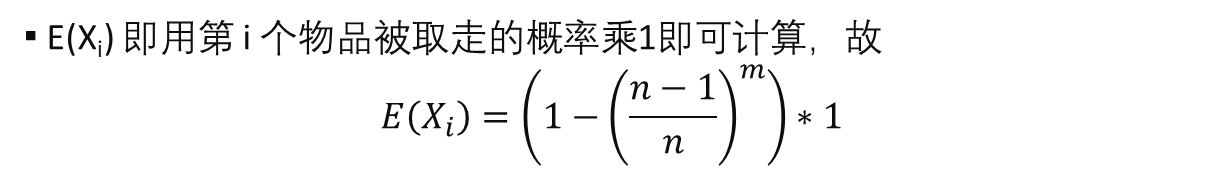 ▪ E(Xᵢ) 即用第 i 个物品被取走的概率乘1即可计算，故
E(Xᵢ) = (1 − ((n − 1)/n)^m) * 1